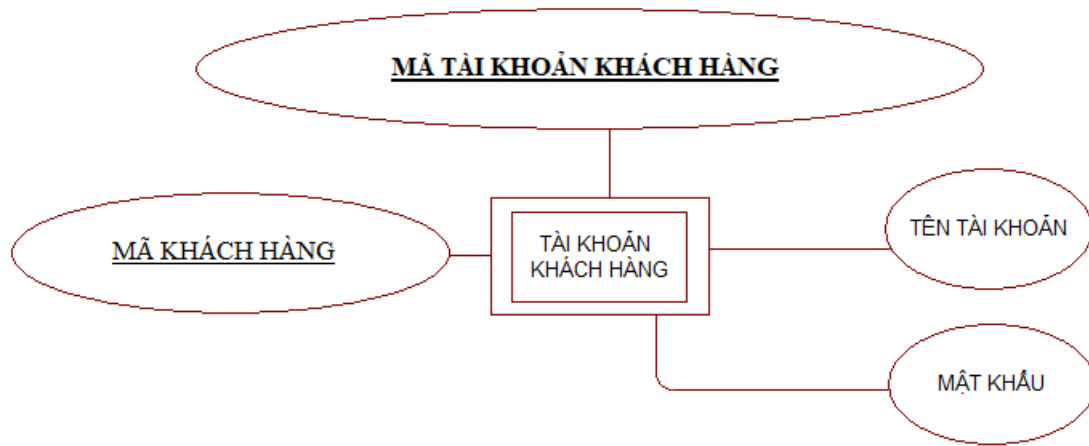 MÃ TÀI KHOẢN KHÁCH HÀNG
MÃ KHÁCH HÀNG
TÀI KHOẢN
KHÁCH HÀNG
TÊN TÀI KHOẢN
MẬT KHẨU